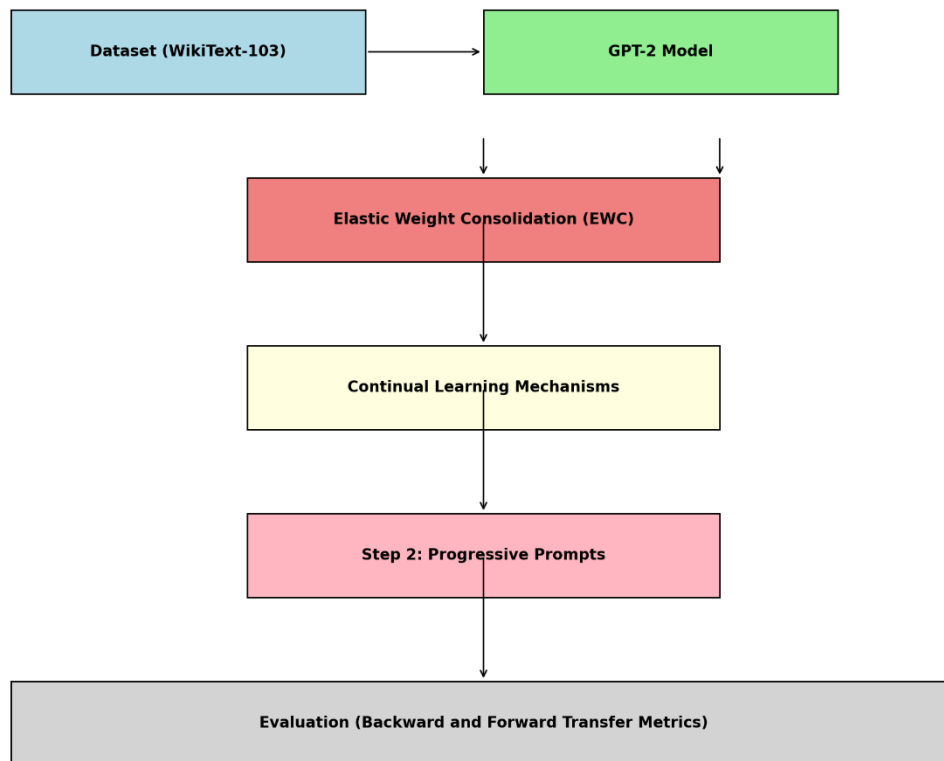 Dataset (WikiText-103)
GPT-2 Model
Elastic Weight Consolidation (EWC)
Continual Learning Mechanisms
Step 2: Progressive Prompts
Evaluation (Backward and Forward Transfer Metrics)